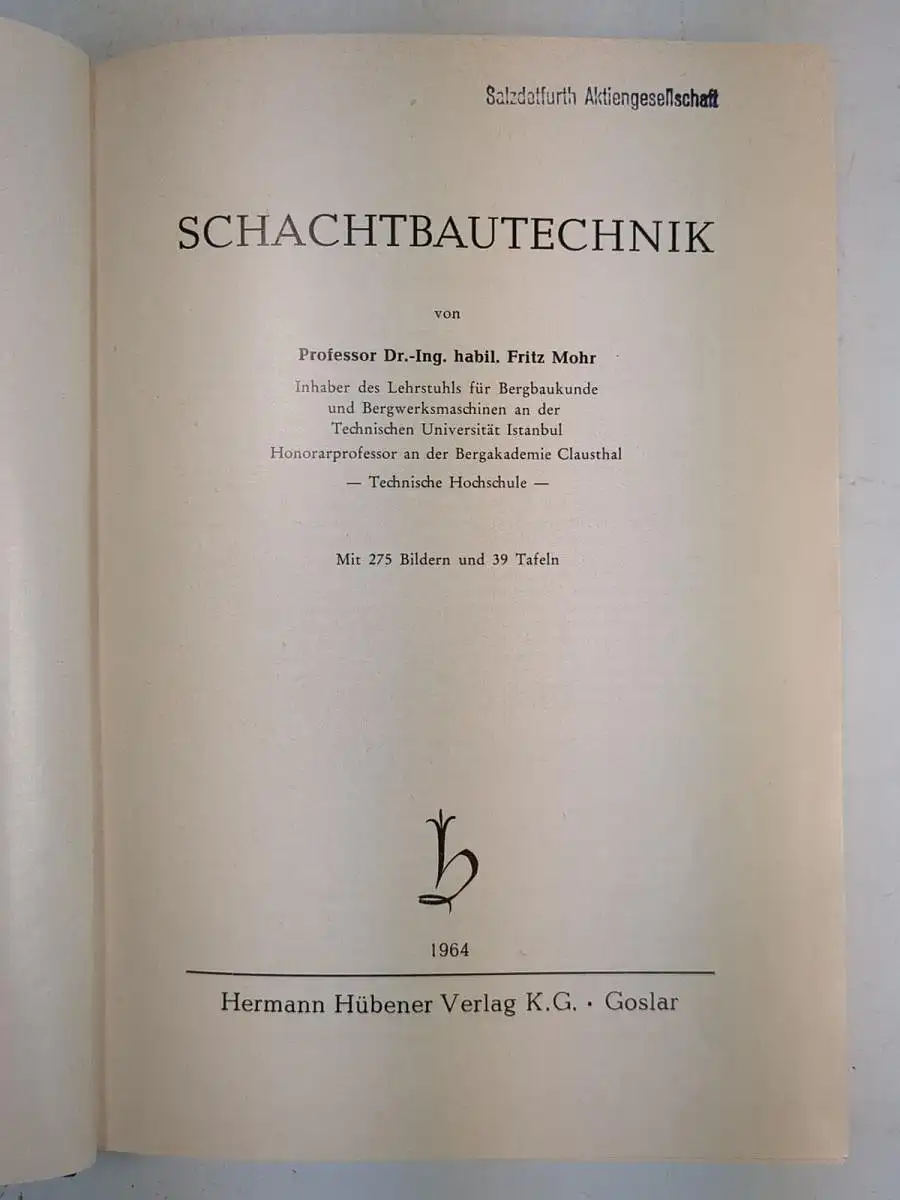 Salzdetfurth Aktiengesellschaft
SCHACHTBAUTECHNIK
von
Professor Dr.-Ing. habil. Fritz Mohr
Inhaber des Lehrstuhls für Bergbaukunde
und Bergwerksmaschinen an der
Technischen Universität Istanbul
Honorarprofessor an der Bergakademie Clausthal
— Technische Hochschule —
Mit 275 Bildern und 39 Tafeln
h
1964
Hermann Hübener Verlag K.G. · Goslar